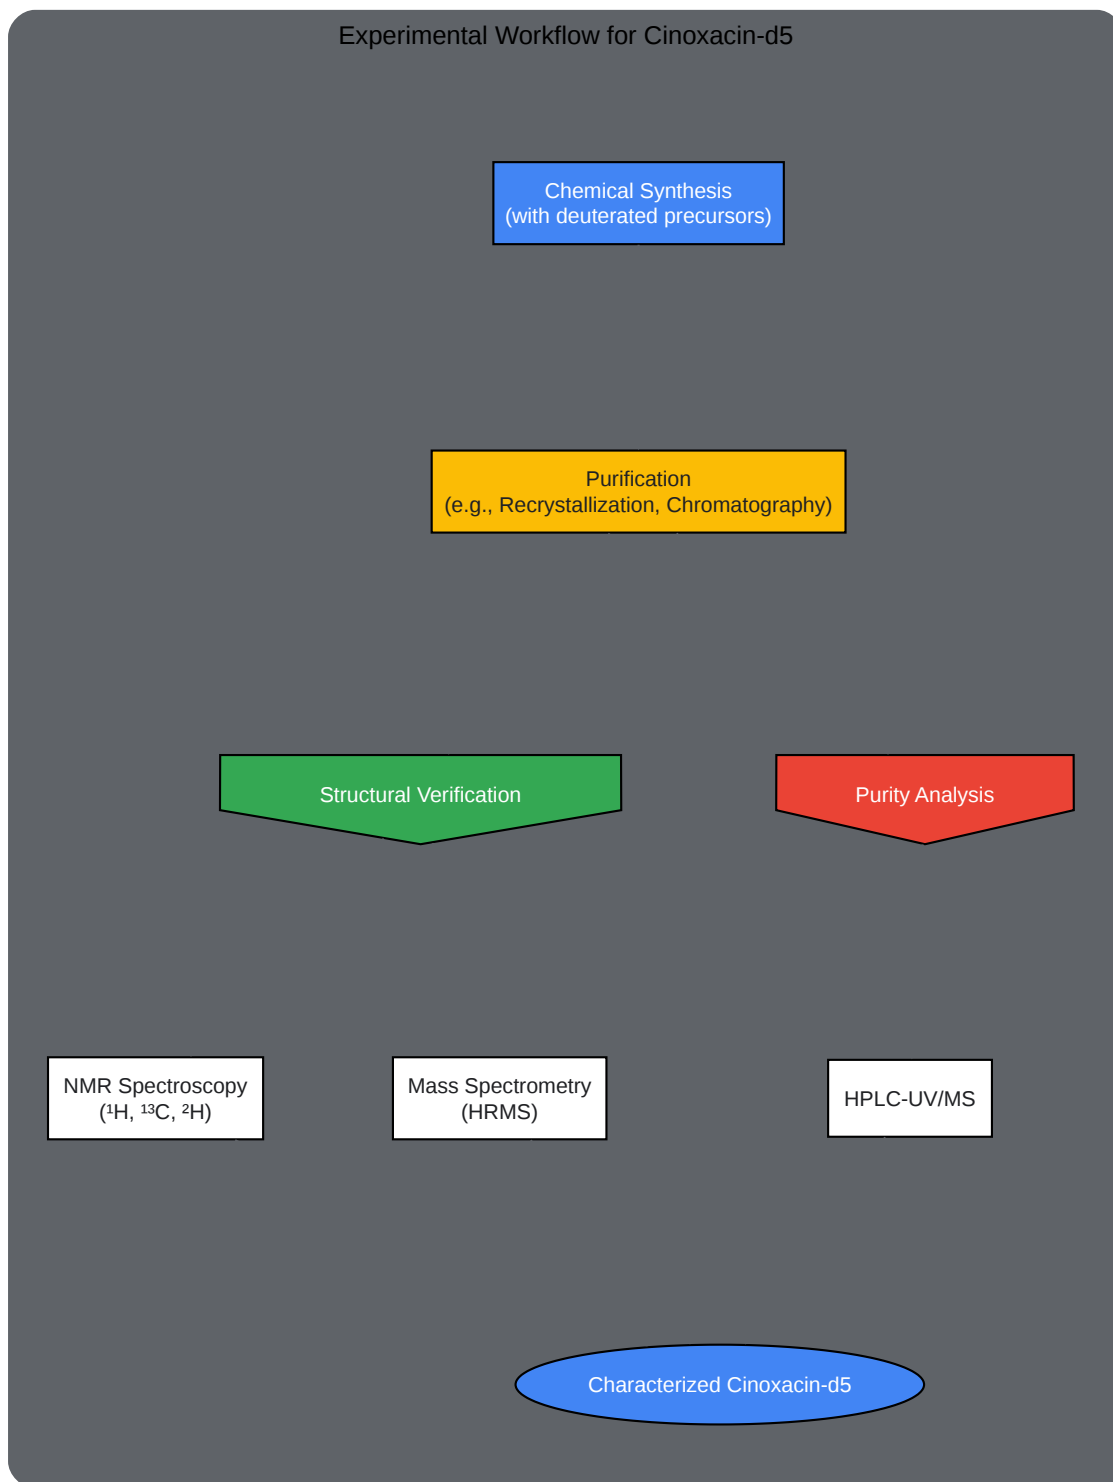 Experimental Workflow for Cinoxacin-d5
Chemical Synthesis
(with deuterated precursors)
Purification
(e.g., Recrystallization, Chromatography)
Structural Verification
Purity Analysis
NMR Spectroscopy
(¹H, ¹³C, ²H)
Mass Spectrometry
(HRMS)
HPLC-UV/MS
Characterized Cinoxacin-d5